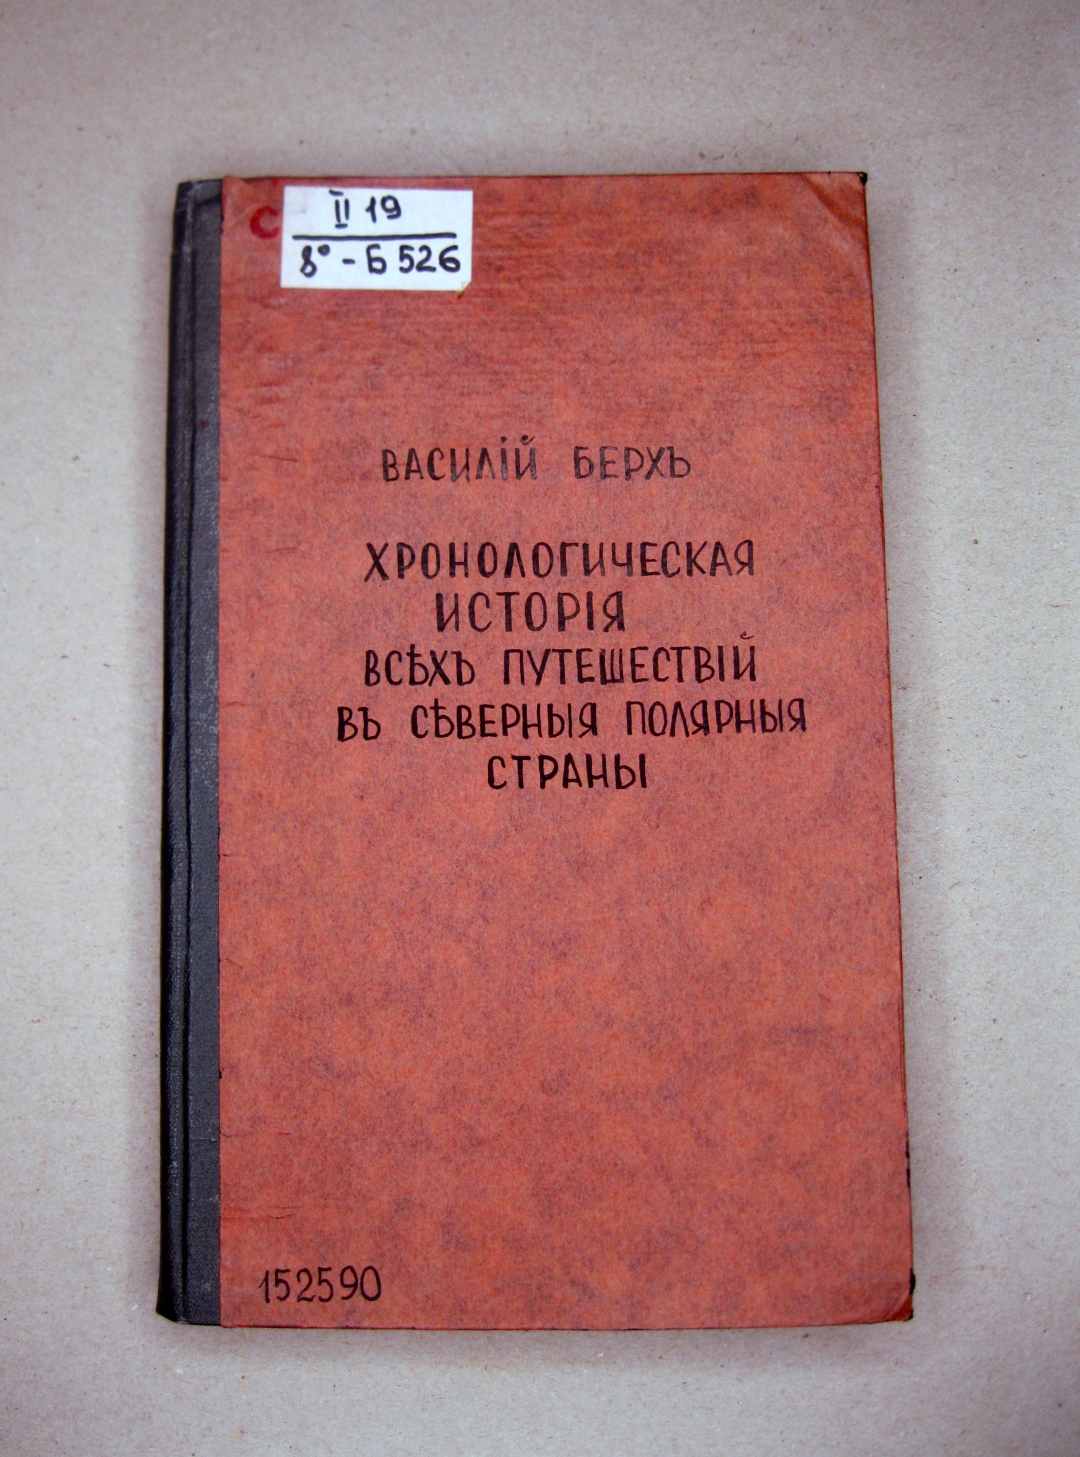 С
II 19
8° - Б 526
ВАСИЛІЙ БЕРХЪ
ХРОНОЛОГИЧЕСКАЯ
ИСТОРІЯ
ВСѢХЪ ПУТЕШЕСТВІЙ
ВЪ СѢВЕРНЫЯ ПОЛЯРНЫЯ
СТРАНЫ
152590